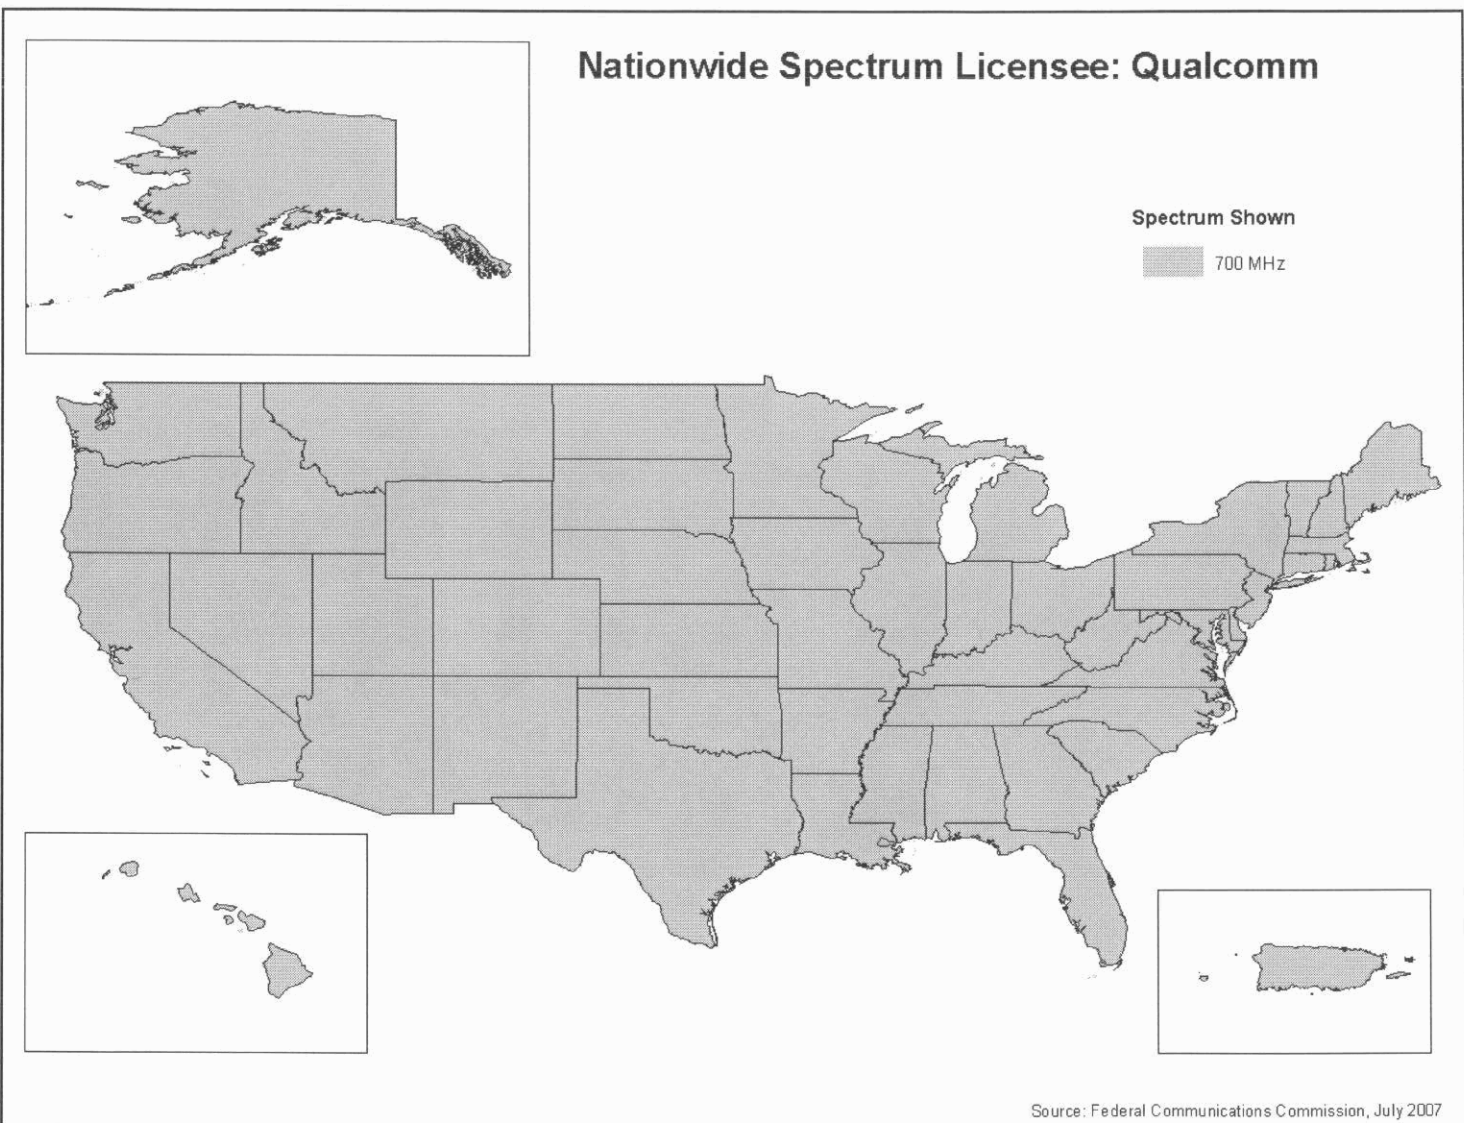 Nationwide Spectrum Licensee: Qualcomm
Spectrum Shown
700 MHz
Source: Federal Communications Commission, July 2007